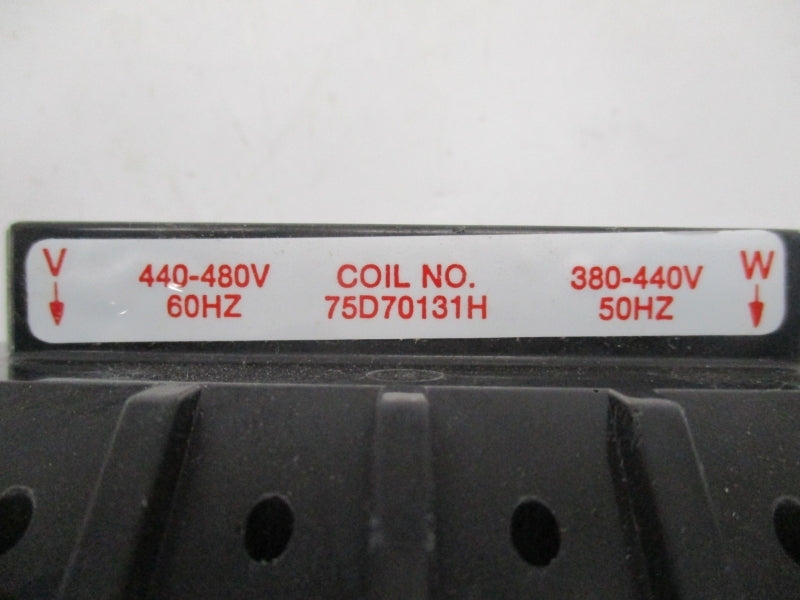 V
440-480V
60HZ
COIL NO.
75D70131H
380-440V
50HZ
W